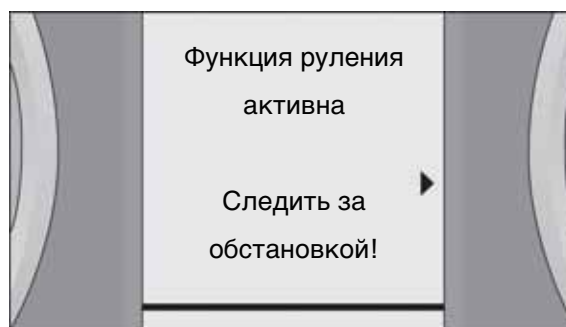 Функция руления
активна
Следить за
обстановкой!